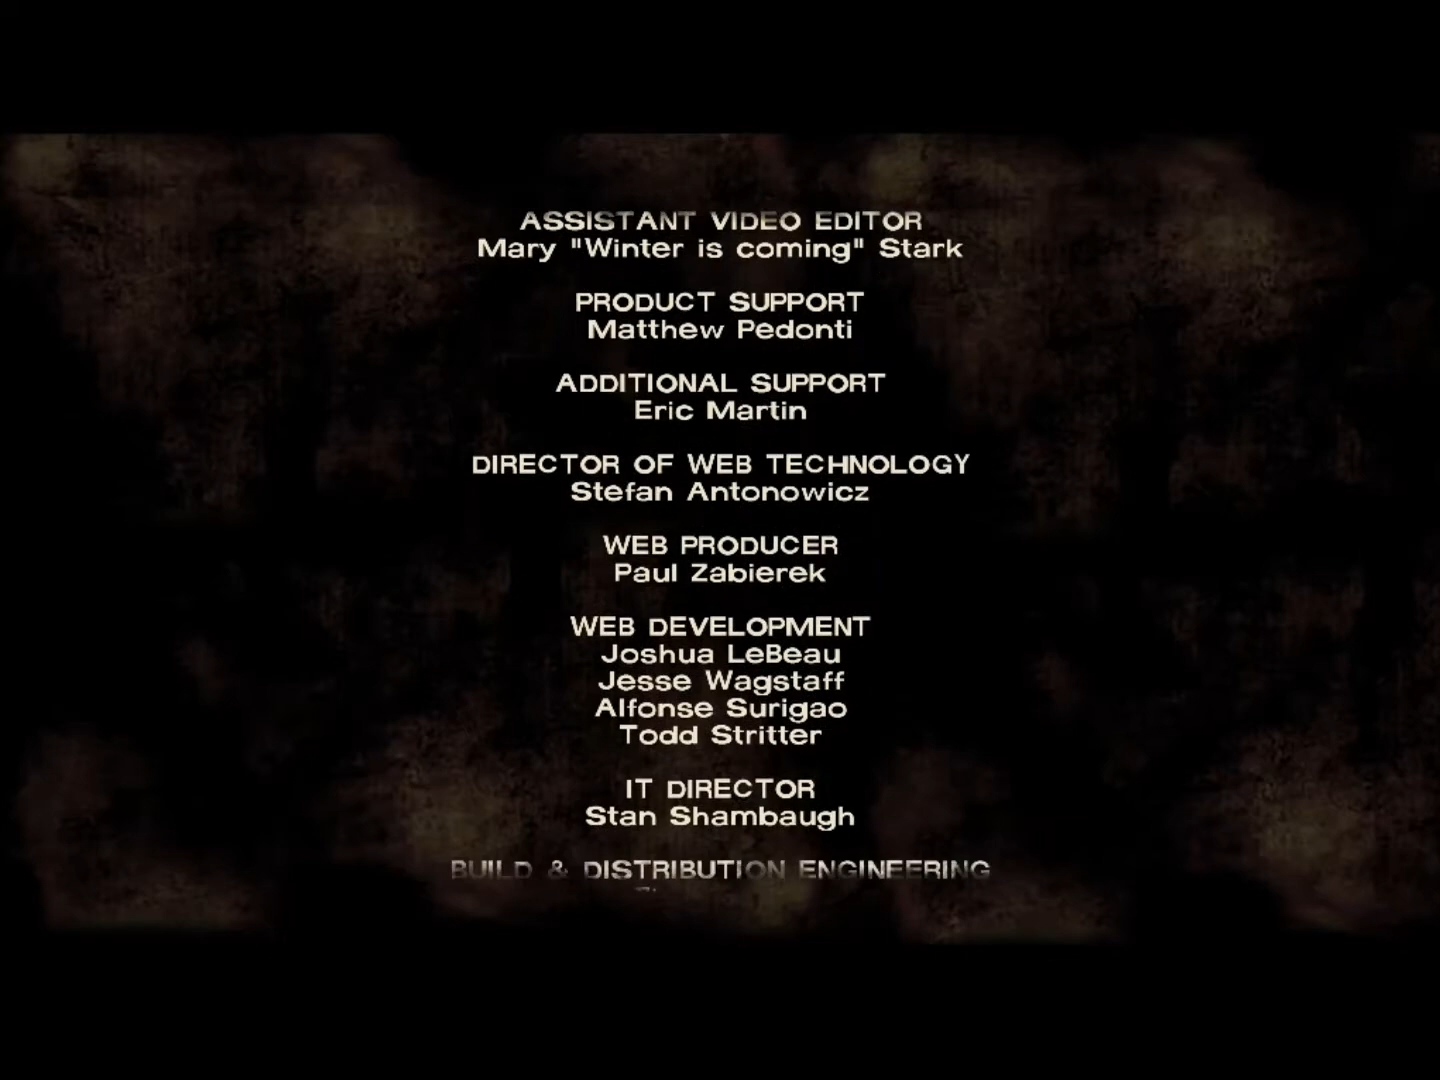 ASSISTANT VIDEO EDITOR
Mary "Winter is coming" Stark
PRODUCT SUPPORT
Matthew Pedonti
ADDITIONAL SUPPORT
Eric Martin
DIRECTOR OF WEB TECHNOLOGY
Stefan Antonowicz
WEB PRODUCER
Paul Zabierek
WEB DEVELOPMENT
Joshua LeBeau
Jesse Wagstaff
Alfonse Surigao
Todd Stritter
IT DIRECTOR
Stan Shambaugh
BUILD & DISTRIBUTION ENGINEERING